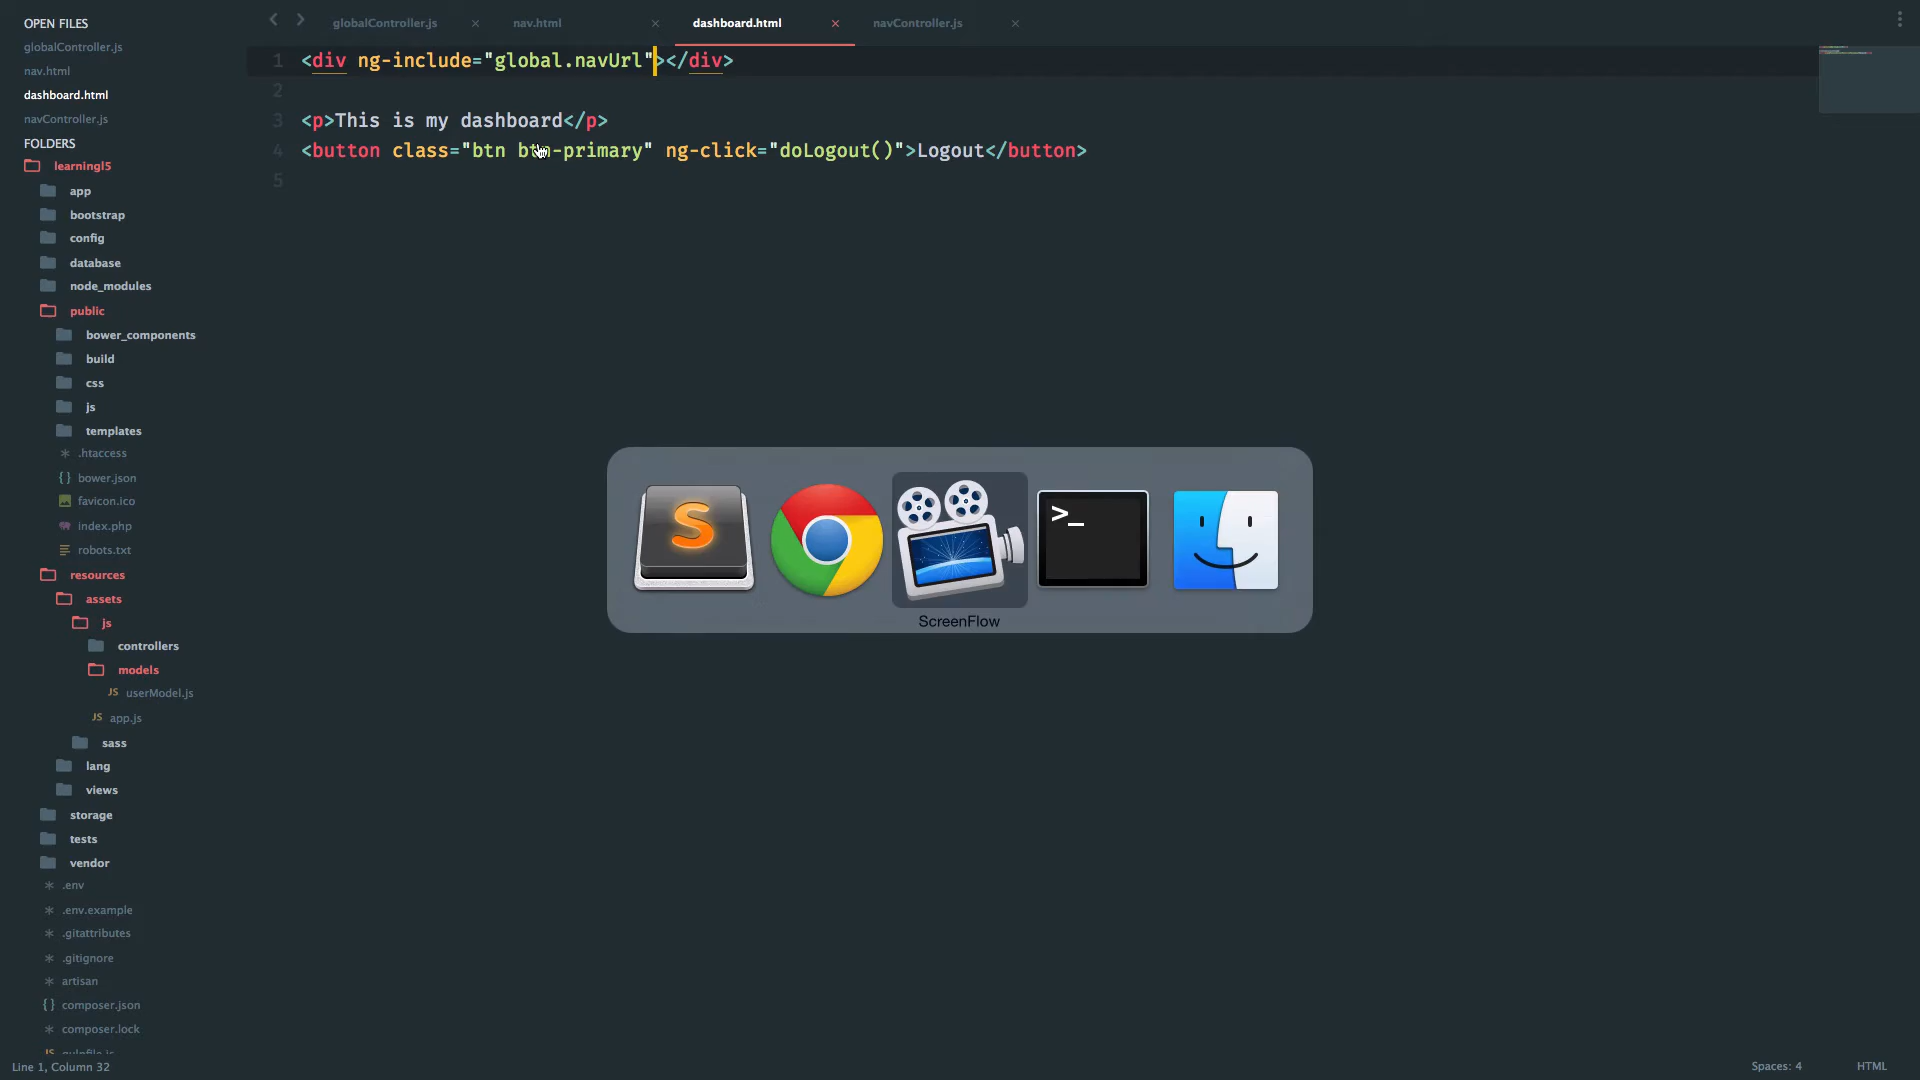 OPEN FILES
globalController.js
nav.html
dashboard.html
navController.js
FOLDERS
learningl5
app
bootstrap
config
database
node_modules
public
bower_components
build
css
js
templates
.htaccess
bower.json
favicon.ico
index.php
robots.txt
resources
assets
js
controllers
models
JS userModel.js
JS app.js
sass
lang
views
storage
tests
vendor
.env
.env.example
.gitattributes
.gitignore
artisan
composer.json
composer.lock
JS gulpfile.js
globalController.js
nav.html
dashboard.html
navController.js
1 <div ng-include="global.navUrl"></div>
2
3 <p>This is my dashboard</p>
4 <button class="btn btn-primary" ng-click="doLogout()">Logout</button>
5
S
>_
ScreenFlow
Line 1, Column 32
Spaces: 4
HTML